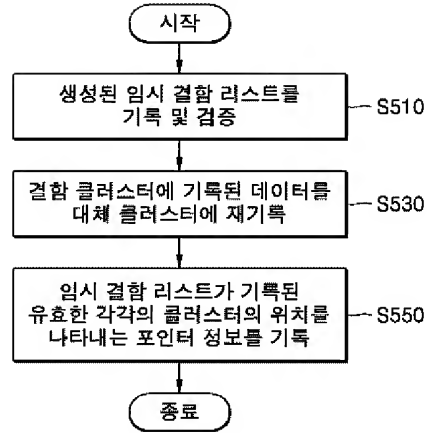 시작
생성된 임시 결함 리스트를
기록 및 검증
S510
결함 클러스터에 기록된 데이터를
대체 클러스터에 재기록
S530
임시 결함 리스트가 기록된
유효한 각각의 클러스터의 위치를
나타내는 포인터 정보를 기록
S550
종료